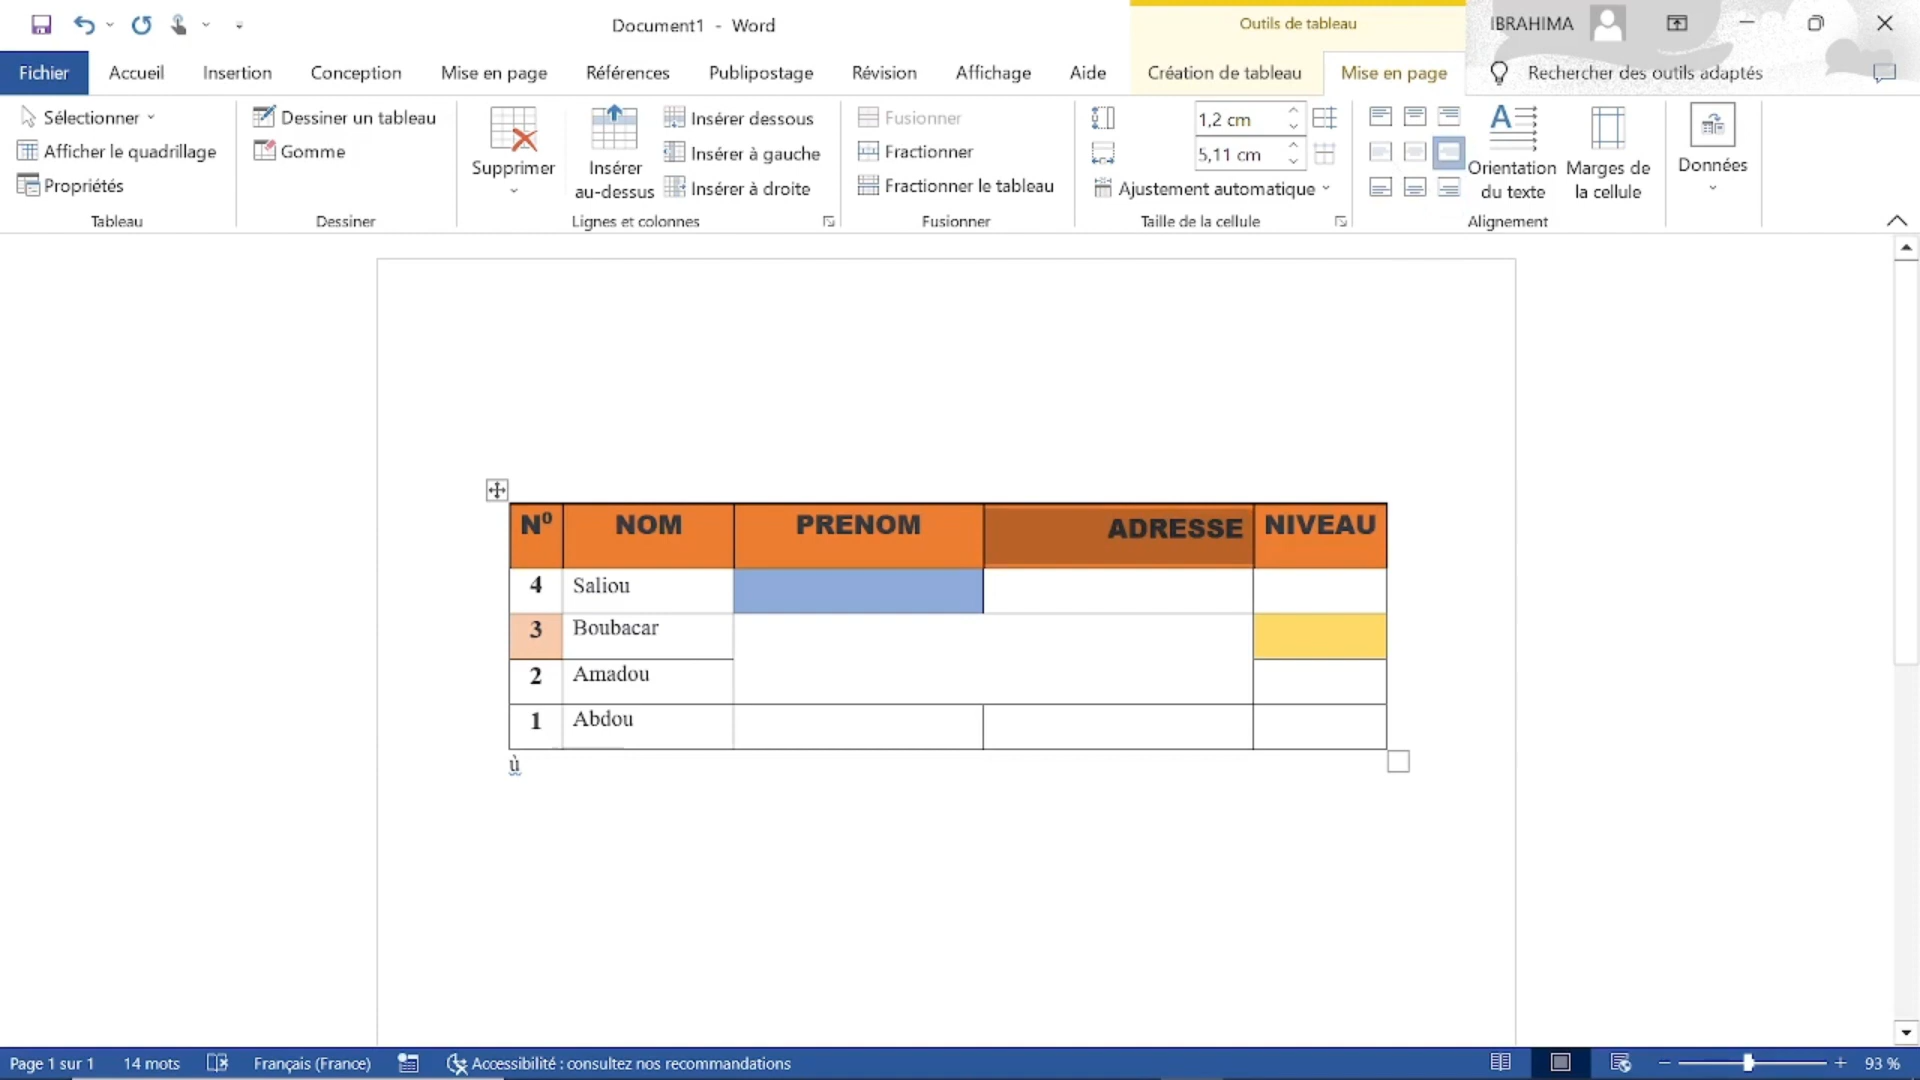 Document1 - Word
Outils de tableau
IBRAHIMA
Fichier Accueil Insertion Conception Mise en page Références Publipostage Révision Affichage Aide Création de tableau Mise en page Rechercher des outils adaptés
Sélectionner
Afficher le quadrillage
Propriétés
Tableau
Dessiner un tableau
Gomme
Dessiner
Supprimer
Insérer
au-dessus
Insérer dessous
Insérer à gauche
Insérer à droite
Lignes et colonnes
Fusionner
Fractionner
Fractionner le tableau
Fusionner
1,2 cm
5,11 cm
Ajustement automatique
Taille de la cellule
Orientation
du texte
Marges de
la cellule
Alignement
Données
N⁰ NOM PRENOM ADRESSE NIVEAU
4 Saliou
3 Boubacar
2 Amadou
1 Abdou
ù
Page 1 sur 1 14 mots Français (France) Accessibilité : consultez nos recommandations 93 %